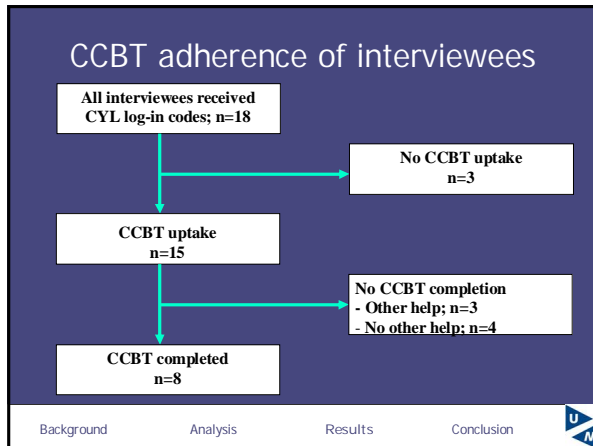 CCBT adherence of interviewees
All interviewees received
CYL log-in codes; n=18
No CCBT uptake
n=3
CCBT uptake
n=15
No CCBT completion
- Other help; n=3
- No other help; n=4
CCBT completed
n=8
Background Analysis Results Conclusion
U
M